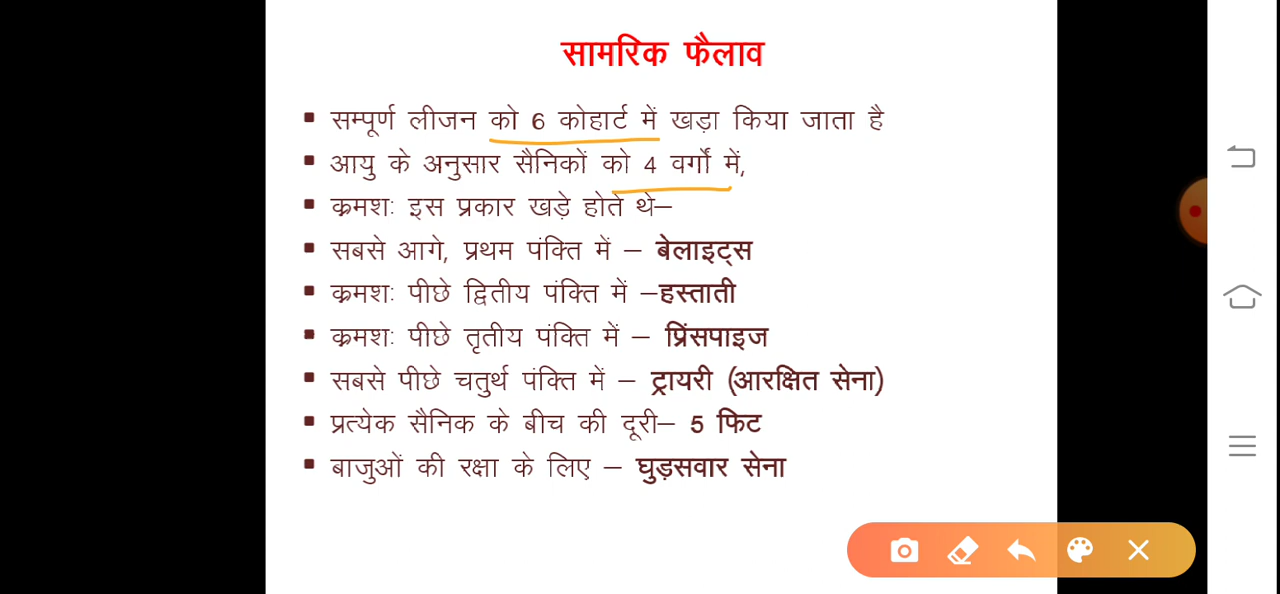 सामरिक फैलाव
▪ सम्पूर्ण लीजन को 6 कोहार्ट में खड़ा किया जाता है
▪ आयु के अनुसार सैनिकों को 4 वर्गों में,
▪ क्रमशः इस प्रकार खड़े होते थे–
▪ सबसे आगे, प्रथम पंक्ति में – बेलाइट्स
▪ क्रमशः पीछे द्वितीय पंक्ति में –हस्ताती
▪ क्रमशः पीछे तृतीय पंक्ति में – प्रिंसपाइज
▪ सबसे पीछे चतुर्थ पंक्ति में – ट्रायरी (आरक्षित सेना)
▪ प्रत्येक सैनिक के बीच की दूरी– 5 फिट
▪ बाजुओं की रक्षा के लिए – घुड़सवार सेना